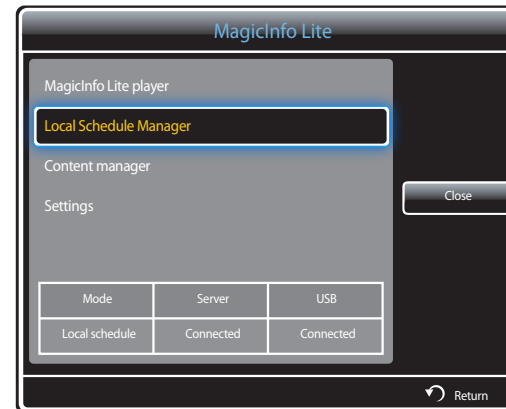 MagicInfo Lite
MagicInfo Lite player
Local Schedule Manager
Content manager
Settings
Close
Mode Server USB
Local schedule Connected Connected
Return